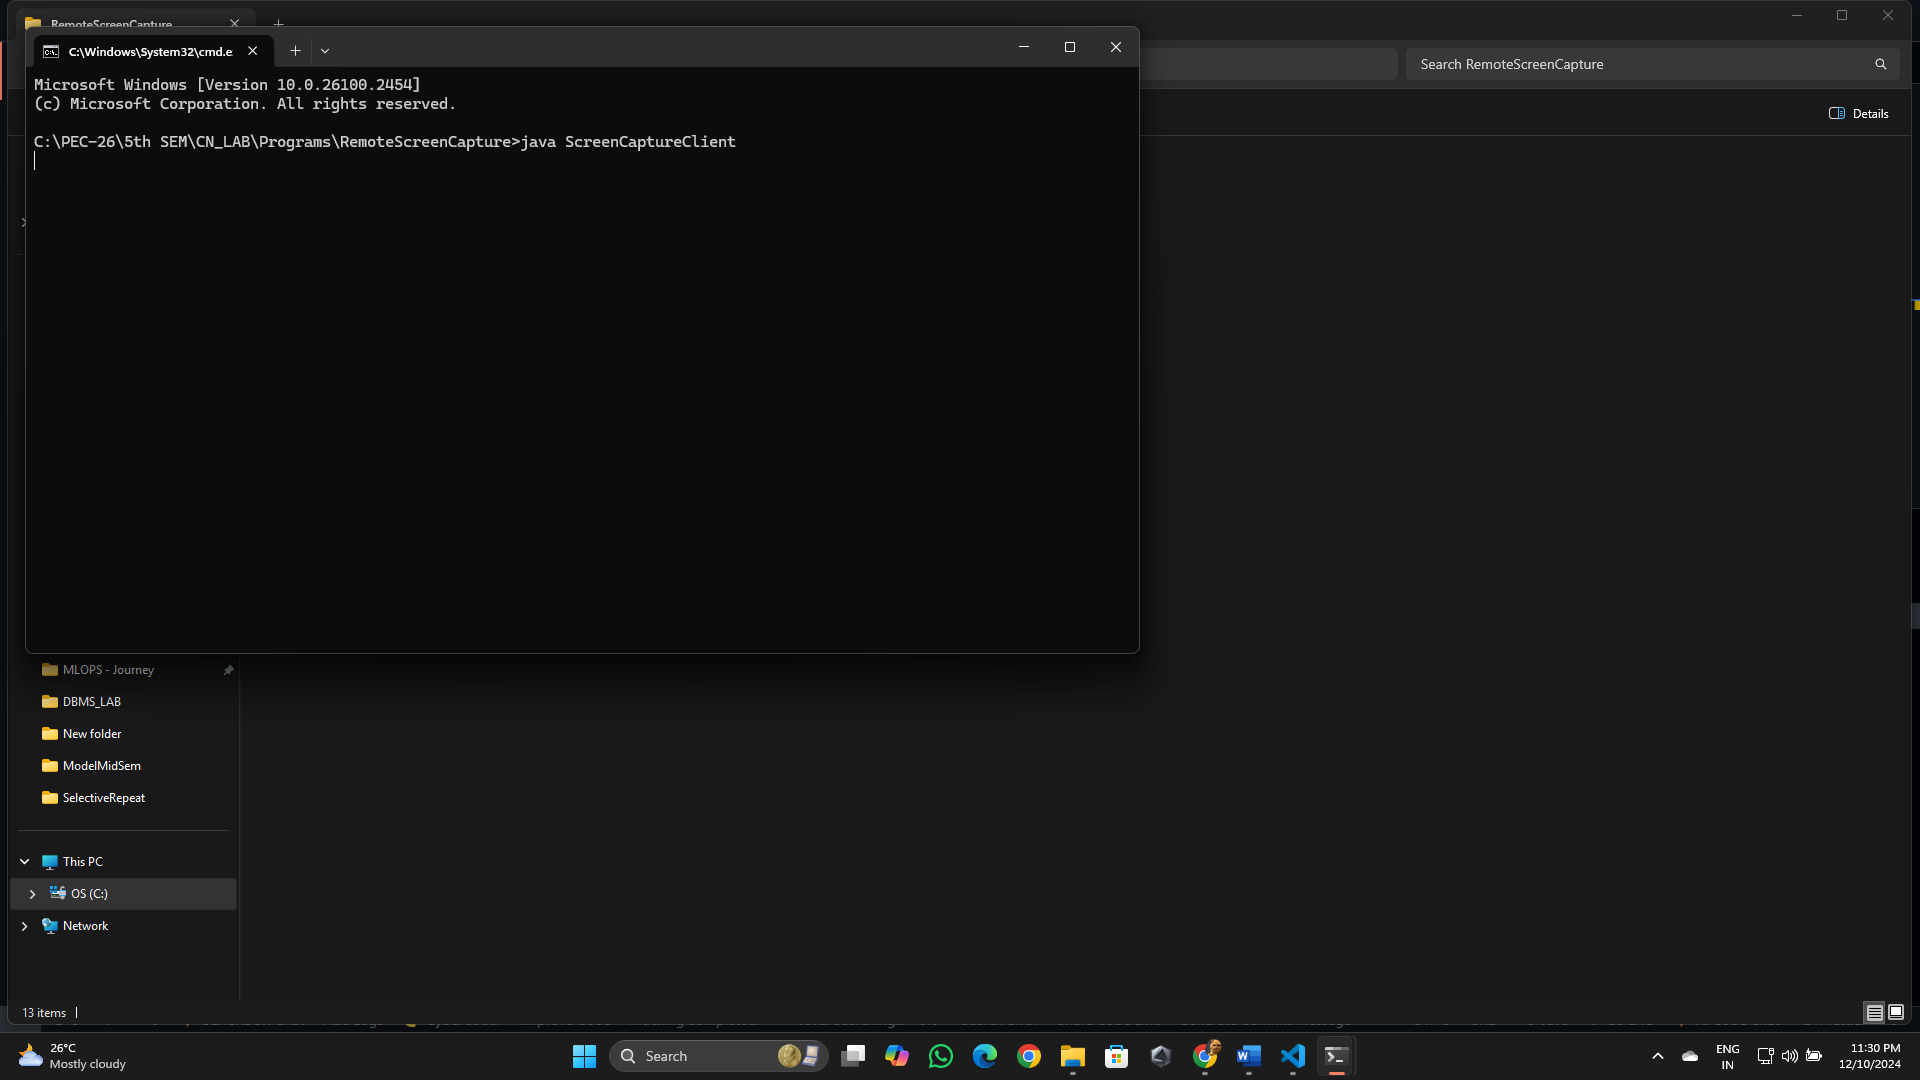 RemoteScreenCapture
C:\Windows\System32\cmd.e
Search RemoteScreenCapture
Details
Microsoft Windows [Version 10.0.26100.2454]
(c) Microsoft Corporation. All rights reserved.
C:\PEC-26\5th SEM\CN_LAB\Programs\RemoteScreenCapture>java ScreenCaptureClient
MLOPS - Journey
DBMS_LAB
New folder
ModelMidSem
SelectiveRepeat
This PC
OS (C:)
Network
13 items
26°C
Mostly cloudy
Search
ENG
IN
11:30 PM
12/10/2024